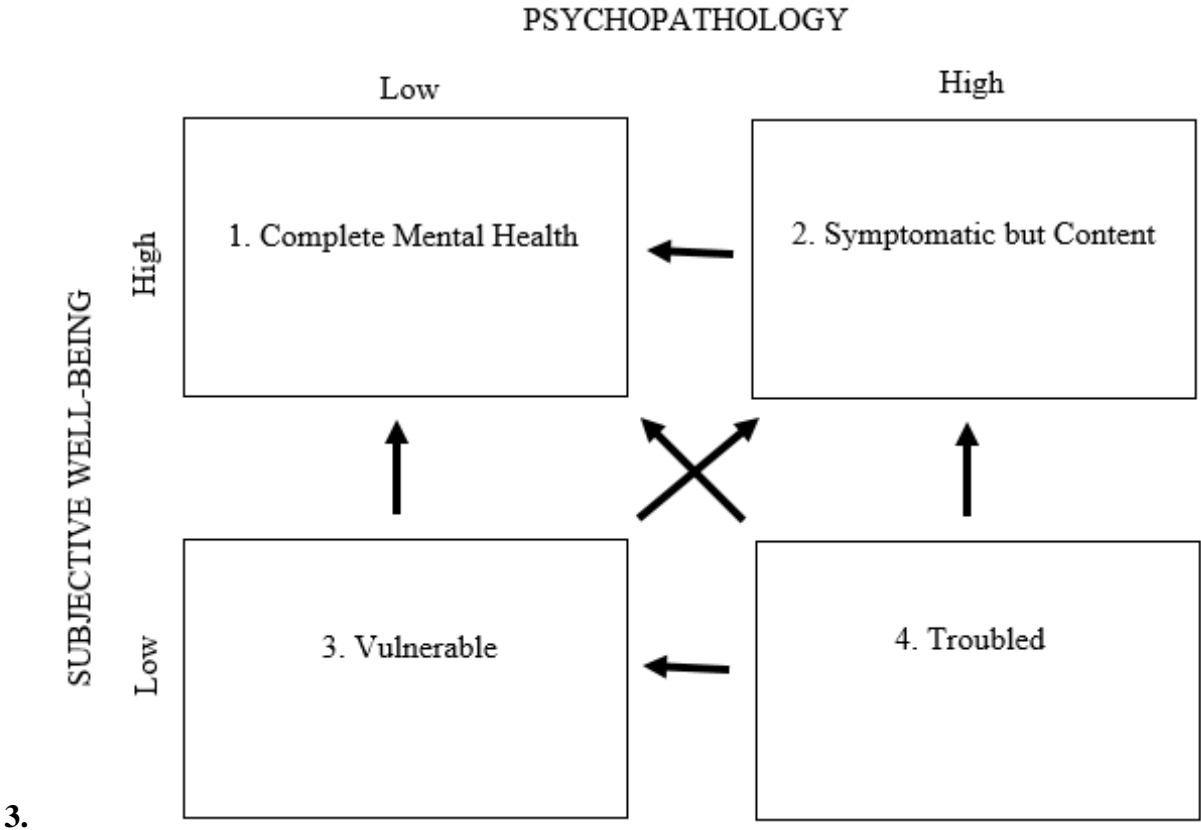 PSYCHOPATHOLOGY
Low
High
SUBJECTIVE WELL-BEING
High
1. Complete Mental Health
2. Symptomatic but Content
Low
3. Vulnerable
4. Troubled
3.